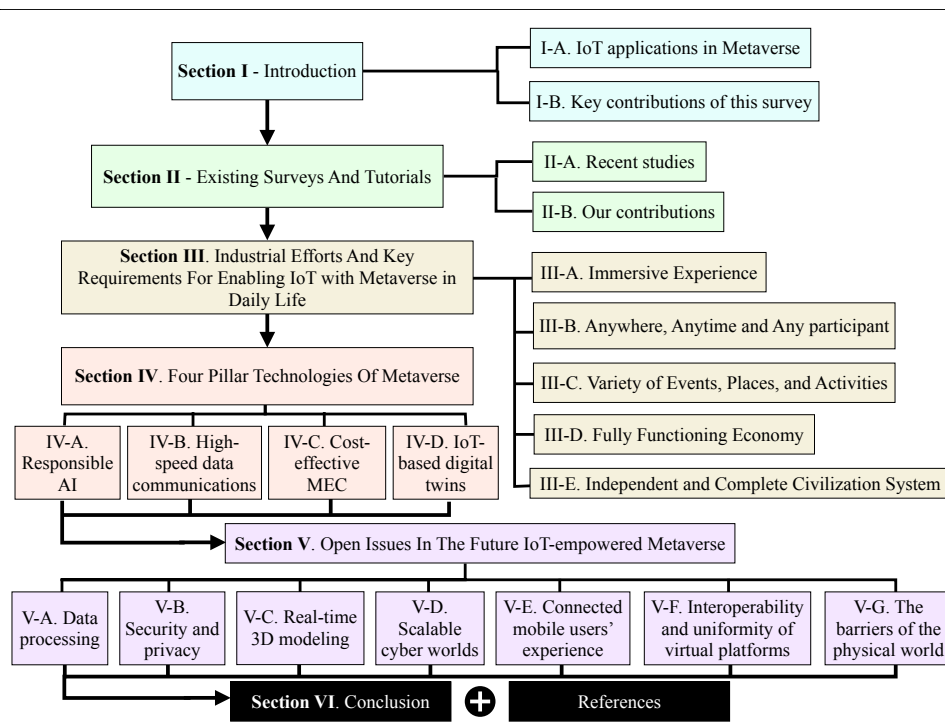 Section I - Introduction
I-A. IoT applications in Metaverse
I-B. Key contributions of this survey
Section II - Existing Surveys And Tutorials
II-A. Recent studies
II-B. Our contributions
Section III. Industrial Efforts And Key
Requirements For Enabling IoT with Metaverse in
Daily Life
III-A. Immersive Experience
III-B. Anywhere, Anytime and Any participant
III-C. Variety of Events, Places, and Activities
III-D. Fully Functioning Economy
III-E. Independent and Complete Civilization System
Section IV. Four Pillar Technologies Of Metaverse
IV-A.
Responsible
AI
IV-B. High-
speed data
communications
IV-C. Cost-
effective
MEC
IV-D. IoT-
based digital
twins
Section V. Open Issues In The Future IoT-empowered Metaverse
V-A. Data
processing
V-B.
Security and
privacy
V-C. Real-time
3D modeling
V-D.
Scalable
cyber worlds
V-E. Connected
mobile users'
experience
V-F. Interoperability
and uniformity of
virtual platforms
V-G. The
barriers of the
physical world
Section VI. Conclusion
References